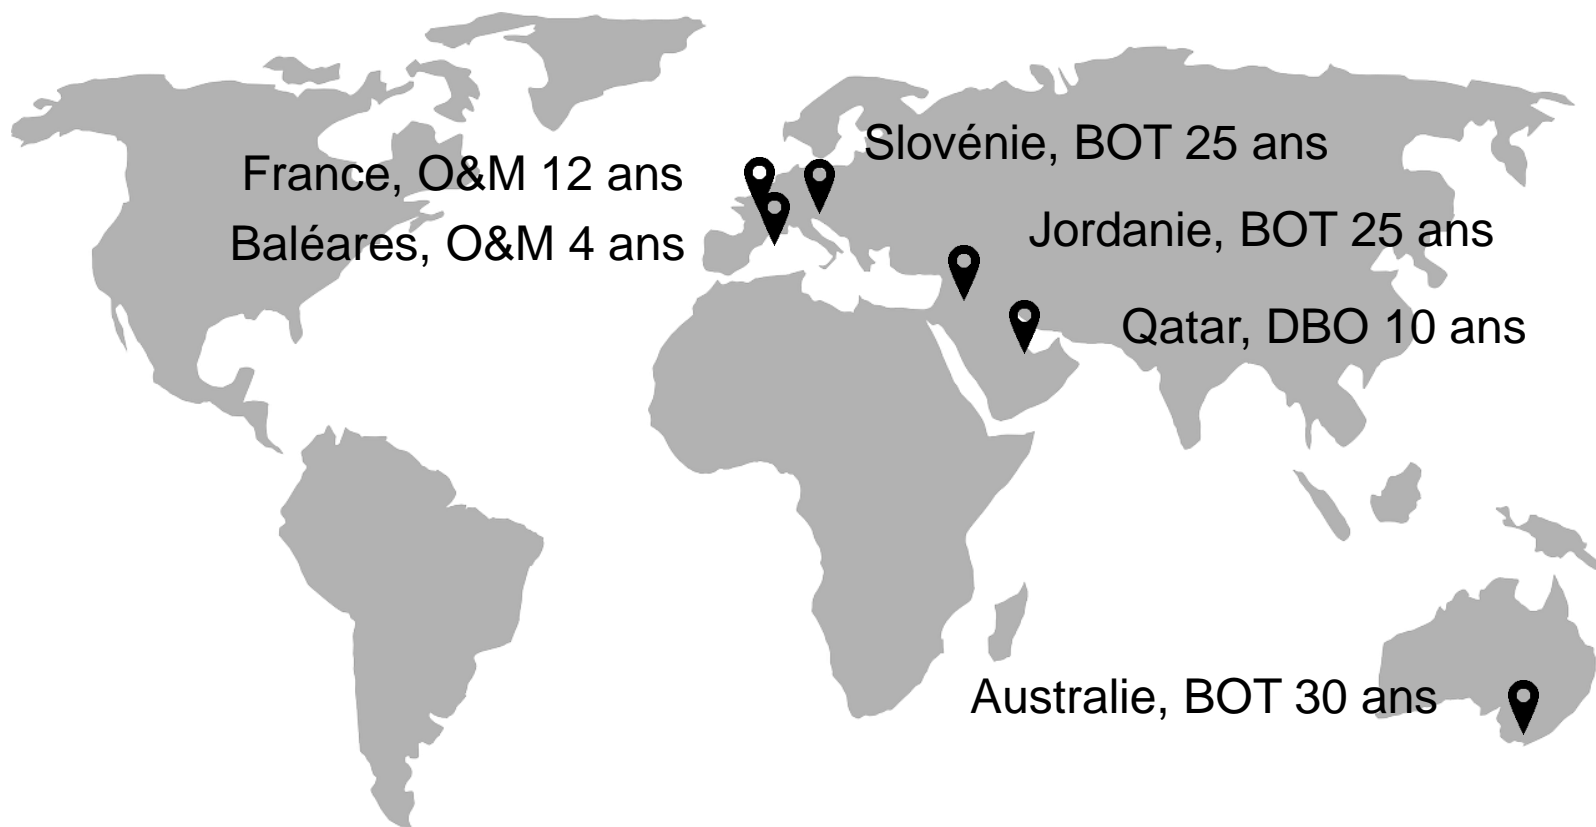 Slovénie, BOT 25 ans
France, O&M 12 ans
Jordanie, BOT 25 ans
Baléares, O&M 4 ans
Qatar, DBO 10 ans
Australie, BOT 30 ans